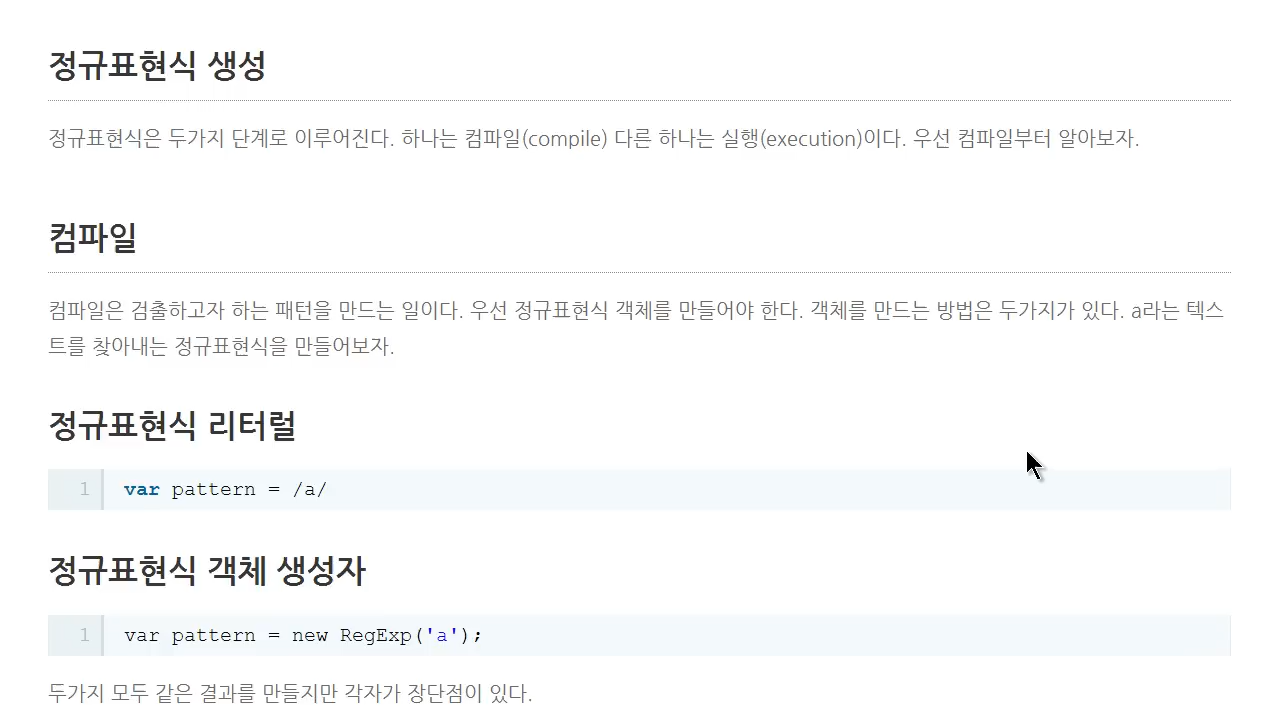 정규표현식 생성
정규표현식은 두가지 단계로 이루어진다. 하나는 컴파일(compile) 다른 하나는 실행(execution)이다. 우선 컴파일부터 알아보자.
컴파일
컴파일은 검출하고자 하는 패턴을 만드는 일이다. 우선 정규표현식 객체를 만들어야 한다. 객체를 만드는 방법은 두가지가 있다. a라는 텍스
트를 찾아내는 정규표현식을 만들어보자.
정규표현식 리터럴
1 var pattern = /a/
정규표현식 객체 생성자
1 var pattern = new RegExp('a');
두가지 모두 같은 결과를 만들지만 각자가 장단점이 있다.